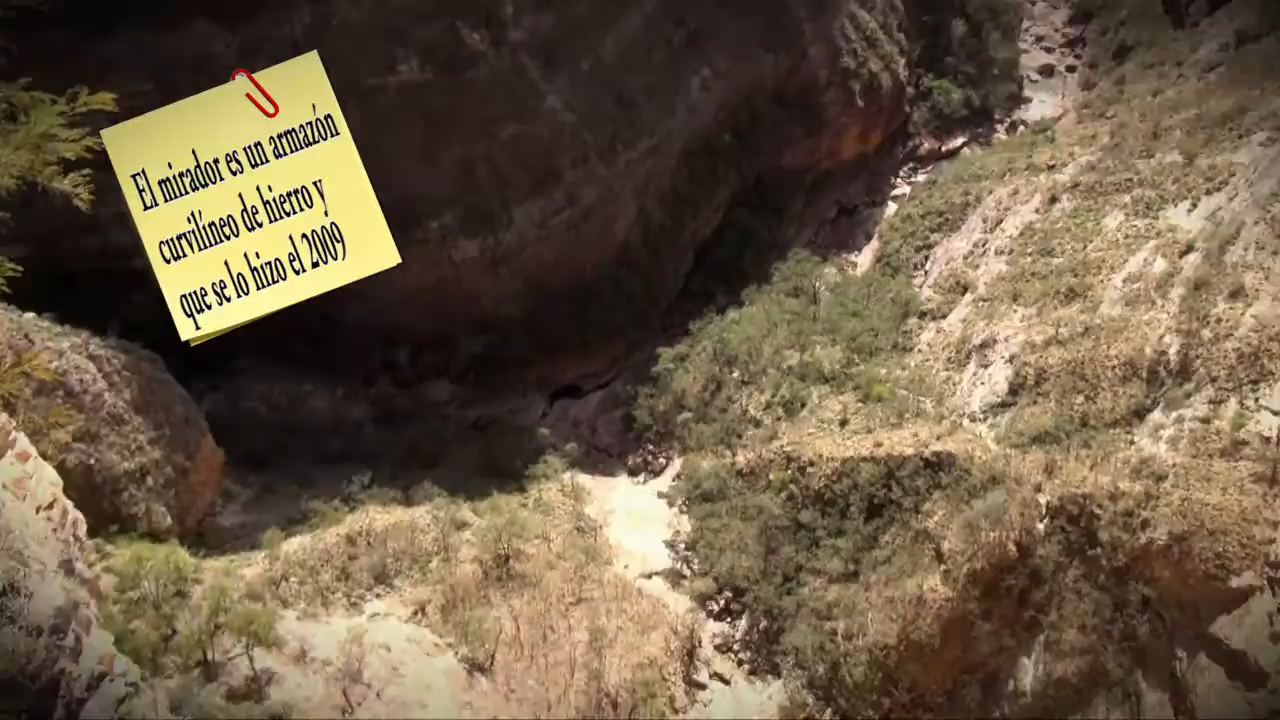 El mirador es un armazón
curvilíneo de hierro y
que se lo hizo el 2009